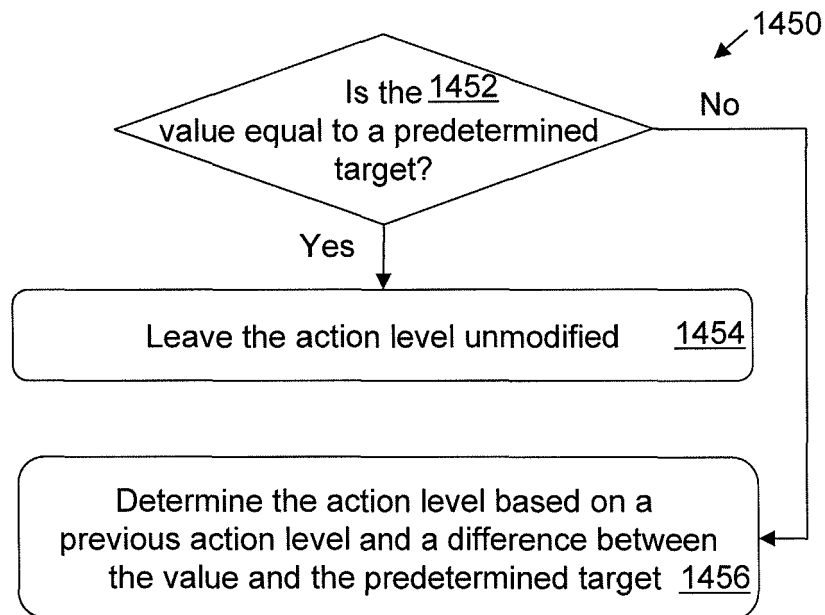 1450
Is the 1452
value equal to a predetermined
target?
No
Yes
Leave the action level unmodified 1454
Determine the action level based on a
previous action level and a difference between
the value and the predetermined target 1456